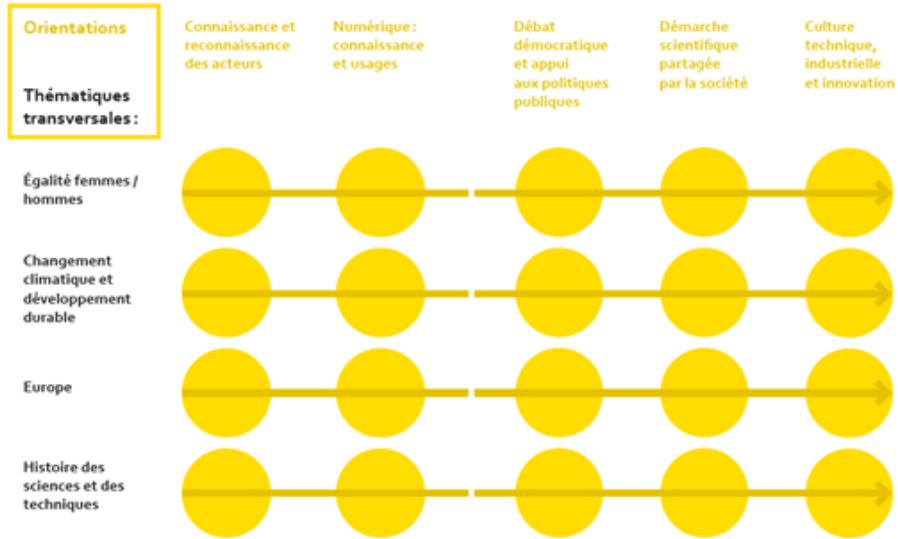 Orientations
Thématiques
transversales :
Connaissance et
reconnaissance
des acteurs
Numérique :
connaissance
et usages
Débat
démocratique
et appui
aux politiques
publiques
Démarche
scientifique
partagée
par la société
Culture
technique,
industrielle
et innovation
Égalité femmes /
hommes
Changement
climatique et
développement
durable
Europe
Histoire des
sciences et des
techniques